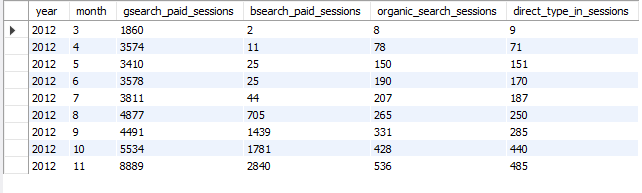 year month gsearch_paid_sessions bsearch_paid_sessions organic_search_sessions direct_type_in_sessions
2012 3 1860 2 8 9
2012 4 3574 11 78 71
2012 5 3410 25 150 151
2012 6 3578 25 190 170
2012 7 3811 44 207 187
2012 8 4877 705 265 250
2012 9 4491 1439 331 285
2012 10 5534 1781 428 440
2012 11 8889 2840 536 485